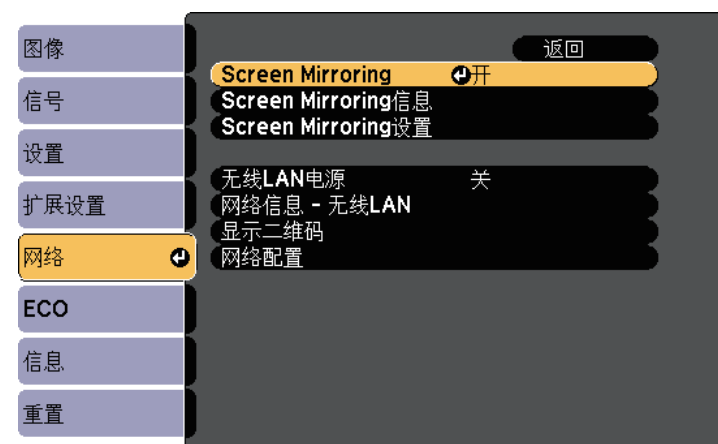 图像
信号
设置
扩展设置
网络
ECO
信息
重置
返回
Screen Mirroring 开
Screen Mirroring信息
Screen Mirroring设置
无线LAN电源 关
网络信息 - 无线LAN
显示二维码
网络配置